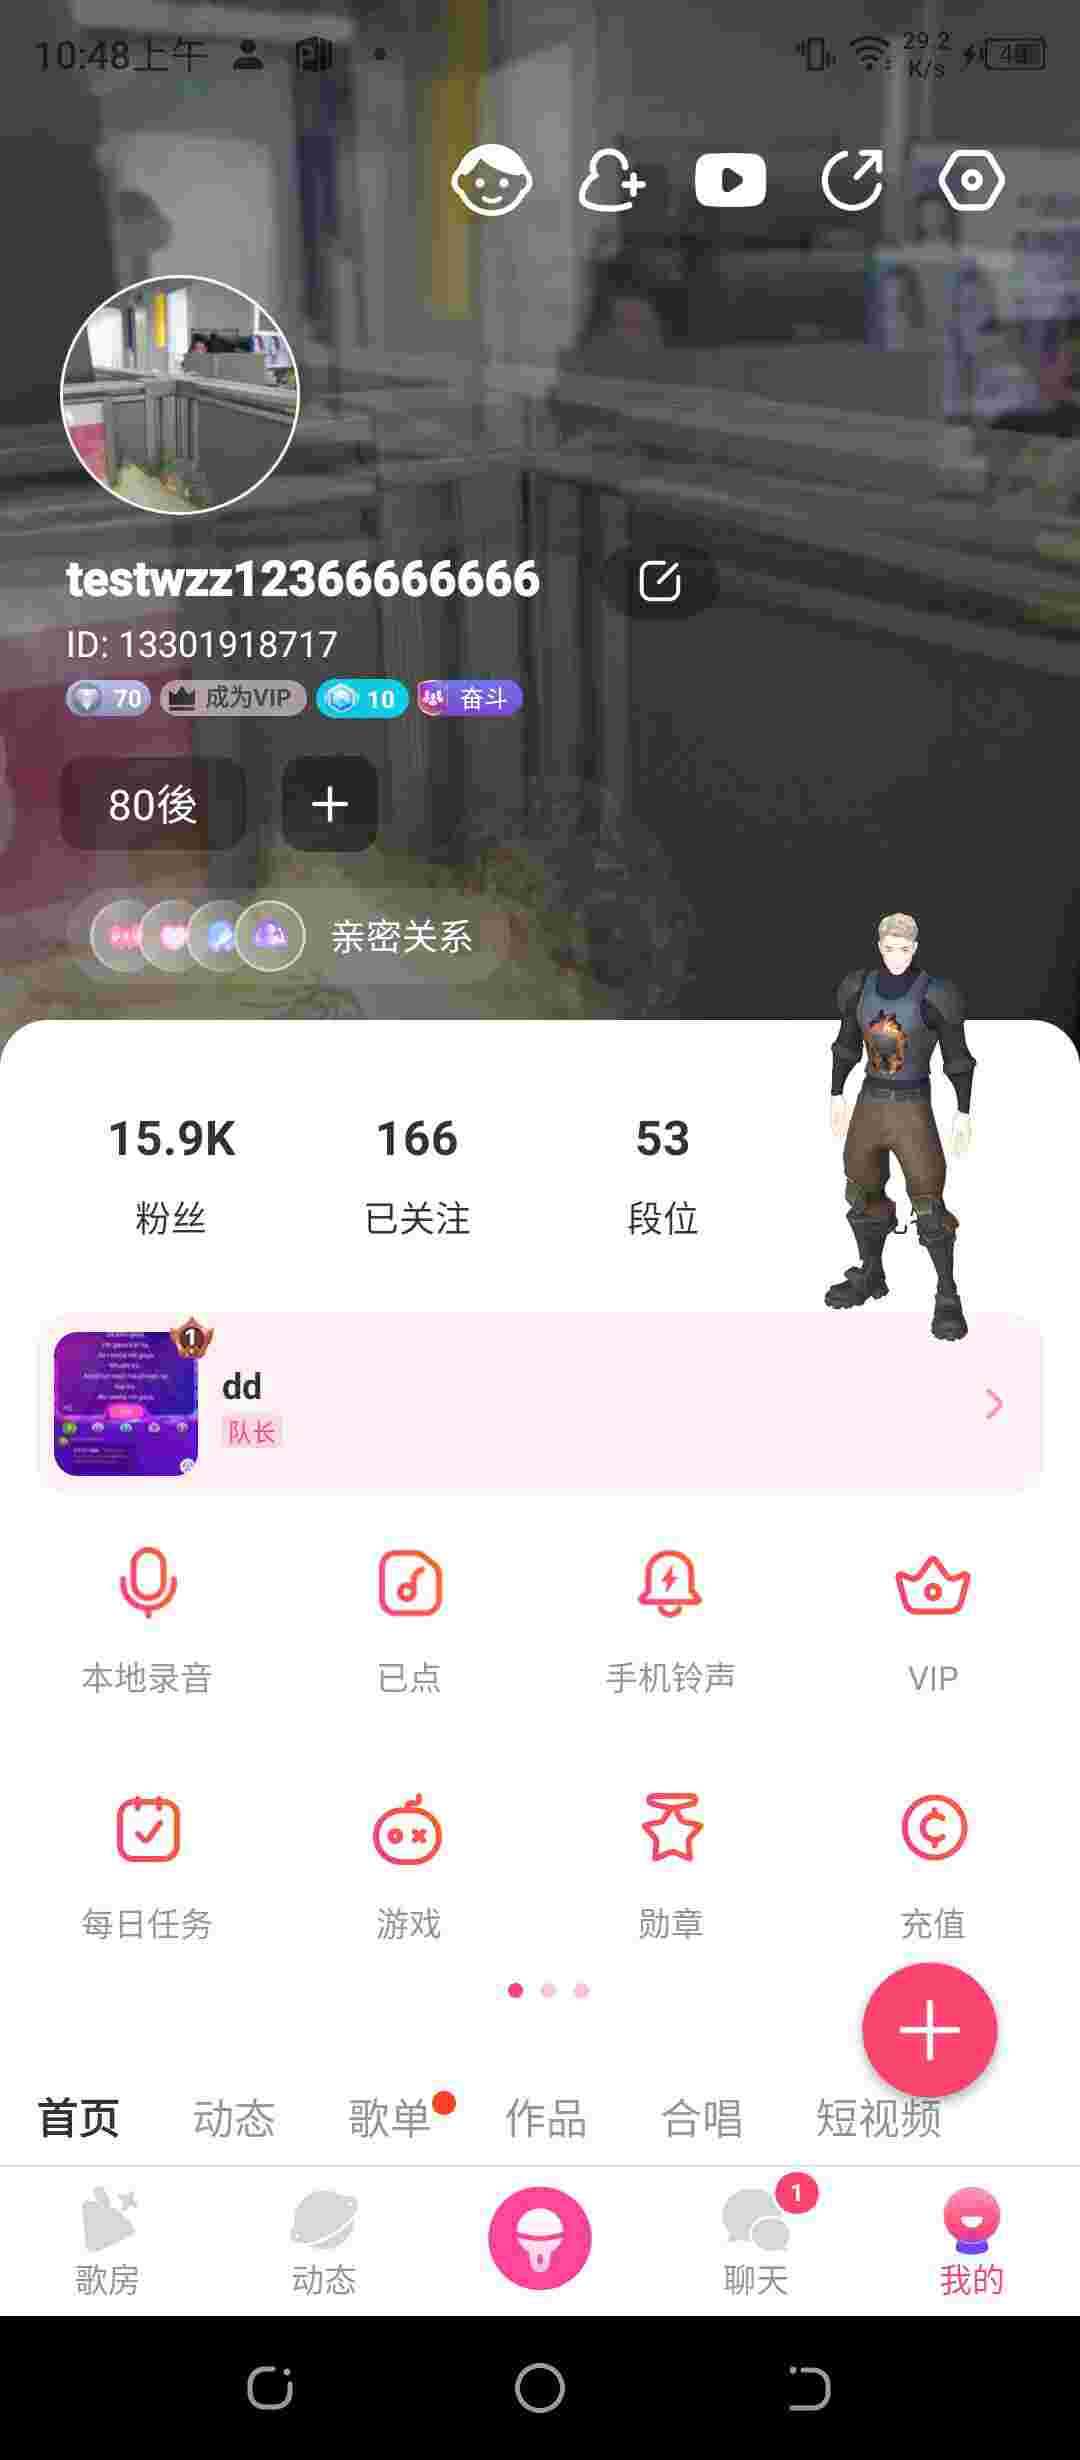 10:48上午
29.2
K/s
testwzz12366666666
ID: 13301918717
70 成为VIP 10 奋斗
80後
亲密关系
15.9K 166 53
粉丝 已关注 段位
1
dd
队长
本地录音 已点 手机铃声 VIP
每日任务 游戏 勋章 充值
首页 动态 歌单 作品 合唱 短视频
1
歌房 动态 聊天 我的